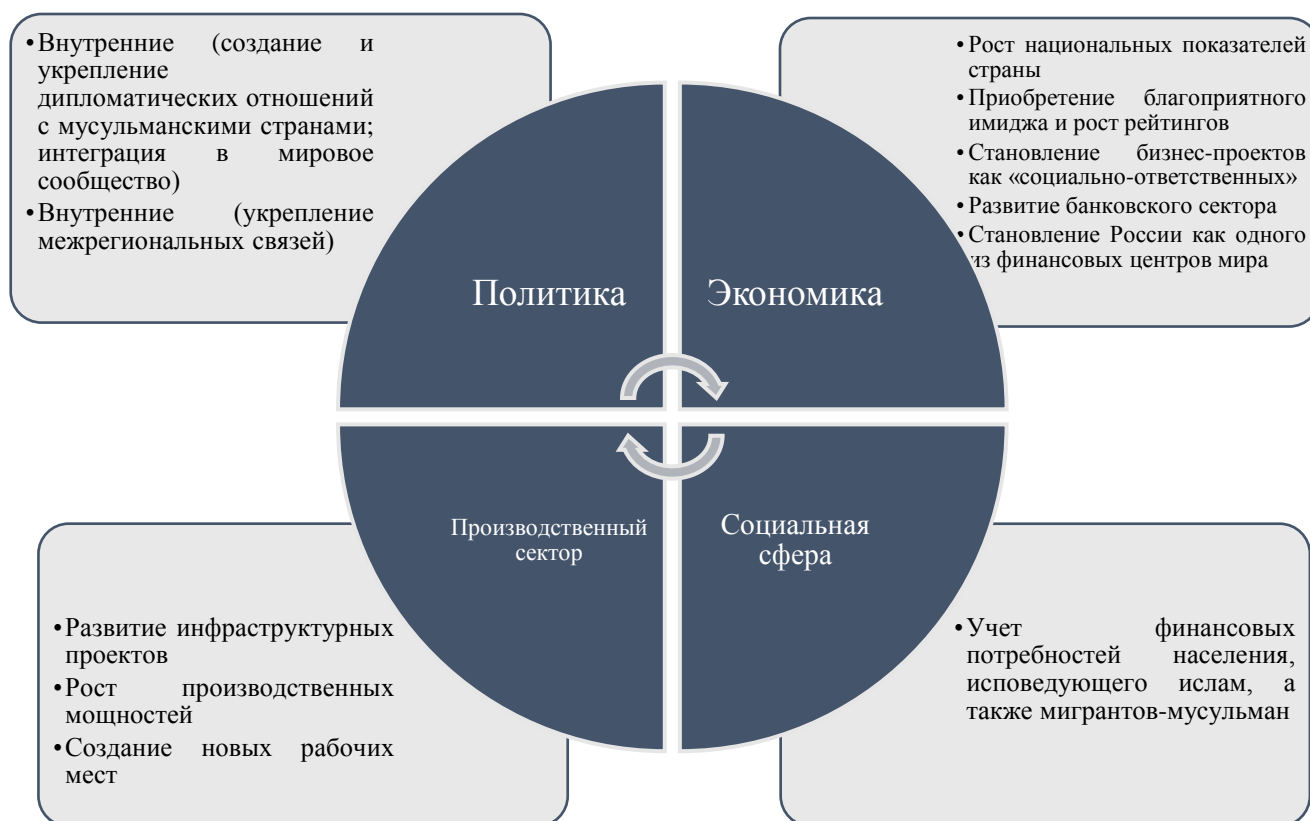 •Внутренние (создание и
укрепление
дипломатических отношений
с мусульманскими странами;
интеграция в мировое
сообщество)
•Внутренние (укрепление
межрегиональных связей)
•Рост национальных показателей
страны
•Приобретение благоприятного
имиджа и рост рейтингов
•Становление бизнес-проектов
как «социально-ответственных»
•Развитие банковского сектора
•Становление России как одного
из финансовых центров мира
Политика
Экономика
Производственный
сектор
Социальная
сфера
•Развитие инфраструктурных
проектов
•Рост производственных
мощностей
•Создание новых рабочих
мест
•Учет финансовых
потребностей населения,
исповедующего ислам, а
также мигрантов-мусульман